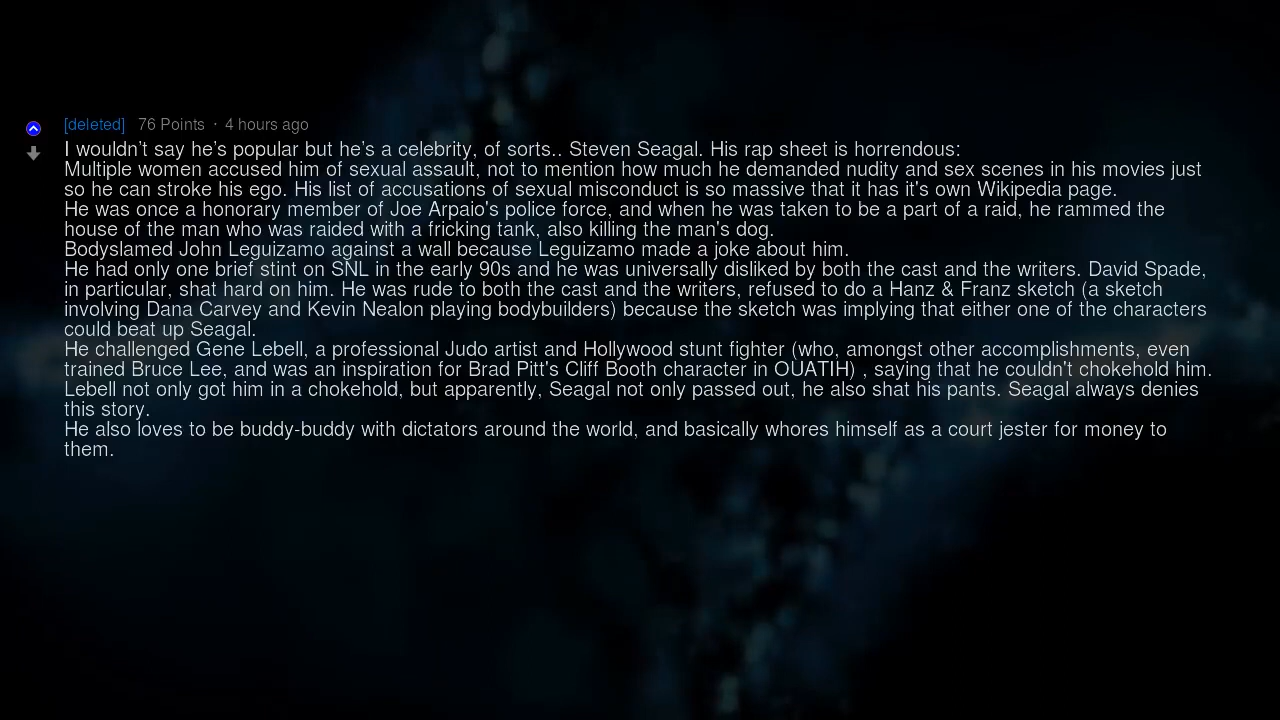 [deleted] 76 Points · 4 hours ago
I wouldn't say he's popular but he's a celebrity, of sorts.. Steven Seagal. His rap sheet is horrendous:
Multiple women accused him of sexual assault, not to mention how much he demanded nudity and sex scenes in his movies just
so he can stroke his ego. His list of accusations of sexual misconduct is so massive that it has it's own Wikipedia page.
He was once a honorary member of Joe Arpaio's police force, and when he was taken to be a part of a raid, he rammed the
house of the man who was raided with a fricking tank, also killing the man's dog.
Bodyslamed John Leguizamo against a wall because Leguizamo made a joke about him.
He had only one brief stint on SNL in the early 90s and he was universally disliked by both the cast and the writers. David Spade,
in particular, shat hard on him. He was rude to both the cast and the writers, refused to do a Hanz & Franz sketch (a sketch
involving Dana Carvey and Kevin Nealon playing bodybuilders) because the sketch was implying that either one of the characters
could beat up Seagal.
He challenged Gene Lebell, a professional Judo artist and Hollywood stunt fighter (who, amongst other accomplishments, even
trained Bruce Lee, and was an inspiration for Brad Pitt's Cliff Booth character in OUATIH) , saying that he couldn't chokehold him.
Lebell not only got him in a chokehold, but apparently, Seagal not only passed out, he also shat his pants. Seagal always denies
this story.
He also loves to be buddy-buddy with dictators around the world, and basically whores himself as a court jester for money to
them.